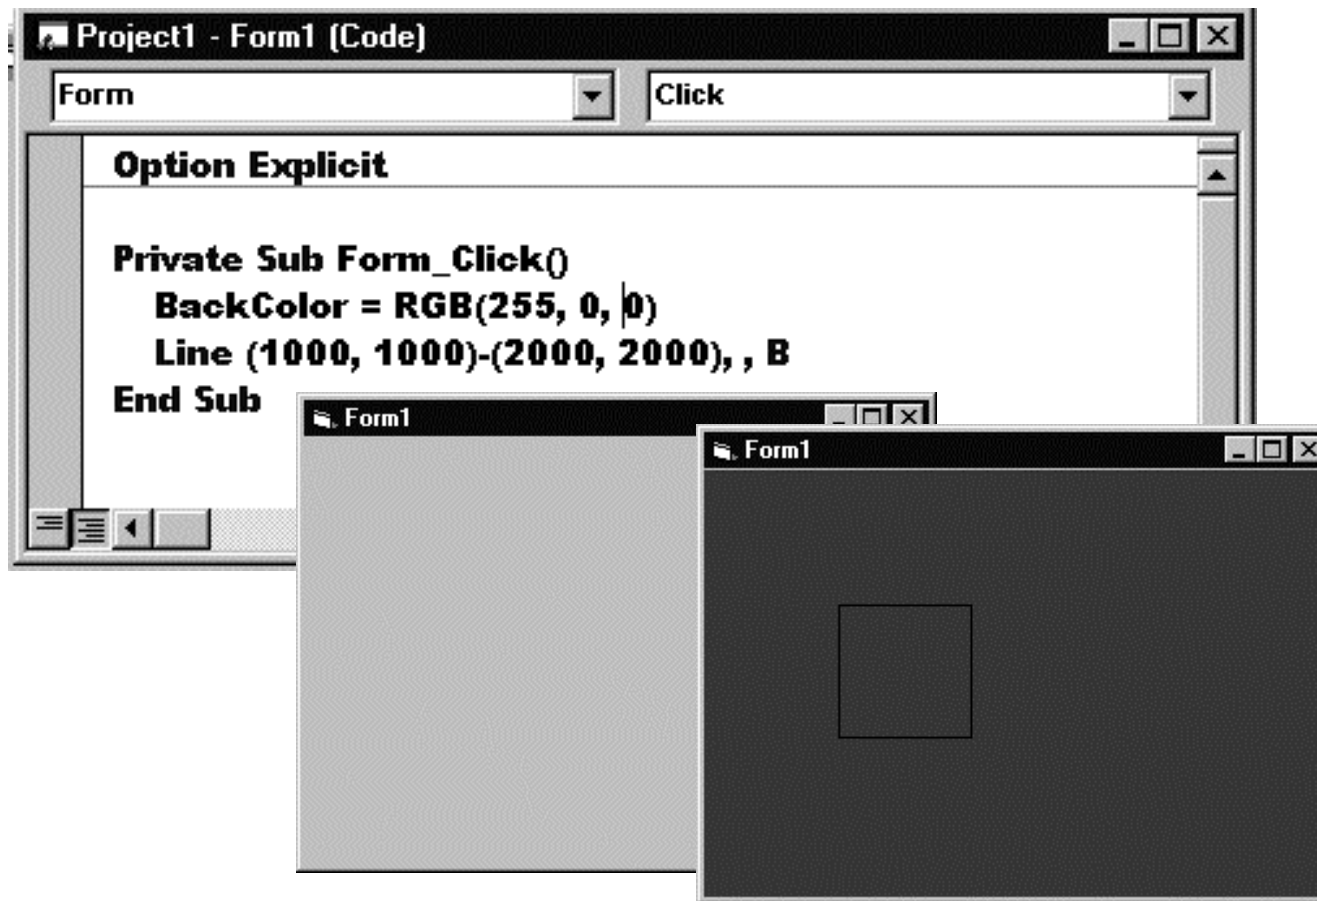 Project1 - Form1 (Code)
Form
Click
Option Explicit
Private Sub Form_Click()
BackColor = RGB(255, 0, 0)
Line (1000, 1000)-(2000, 2000), , B
End Sub
Form1
Form1